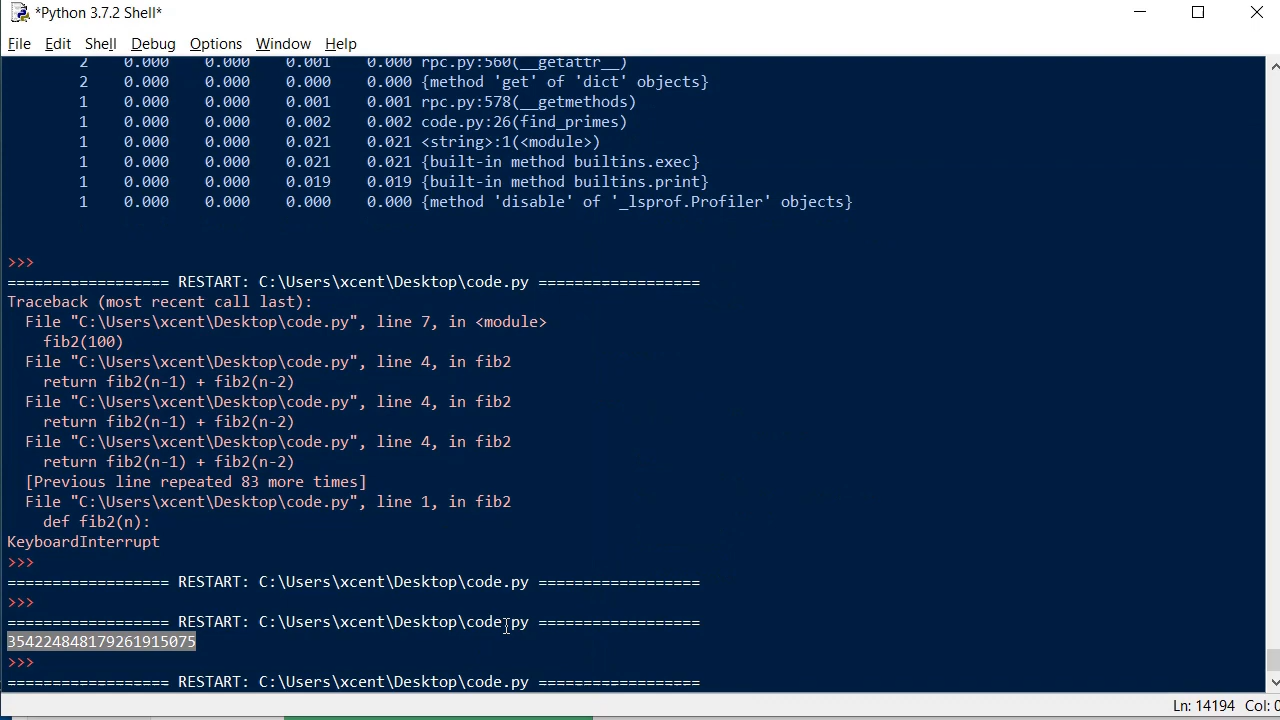 *Python 3.7.2 Shell*
File Edit Shell Debug Options Window Help
2 0.000 0.000 0.001 0.000 rpc.py:560(__getattr__)
2 0.000 0.000 0.000 0.000 {method 'get' of 'dict' objects}
1 0.000 0.000 0.001 0.001 rpc.py:578(__getmethods)
1 0.000 0.000 0.002 0.002 code.py:26(find_primes)
1 0.000 0.000 0.021 0.021 <string>:1(<module>)
1 0.000 0.000 0.021 0.021 {built-in method builtins.exec}
1 0.000 0.000 0.019 0.019 {built-in method builtins.print}
1 0.000 0.000 0.000 0.000 {method 'disable' of '_lsprof.Profiler' objects}
>>>
================== RESTART: C:\Users\xcent\Desktop\code.py ==================
Traceback (most recent call last):
File "C:\Users\xcent\Desktop\code.py", line 7, in <module>
fib2(100)
File "C:\Users\xcent\Desktop\code.py", line 4, in fib2
return fib2(n-1) + fib2(n-2)
File "C:\Users\xcent\Desktop\code.py", line 4, in fib2
return fib2(n-1) + fib2(n-2)
File "C:\Users\xcent\Desktop\code.py", line 4, in fib2
return fib2(n-1) + fib2(n-2)
[Previous line repeated 83 more times]
File "C:\Users\xcent\Desktop\code.py", line 1, in fib2
def fib2(n):
KeyboardInterrupt
>>>
================== RESTART: C:\Users\xcent\Desktop\code.py ==================
>>>
================== RESTART: C:\Users\xcent\Desktop\code.py ==================
354224848179261915075
>>>
================== RESTART: C:\Users\xcent\Desktop\code.py ==================
Ln: 14194 Col: 0